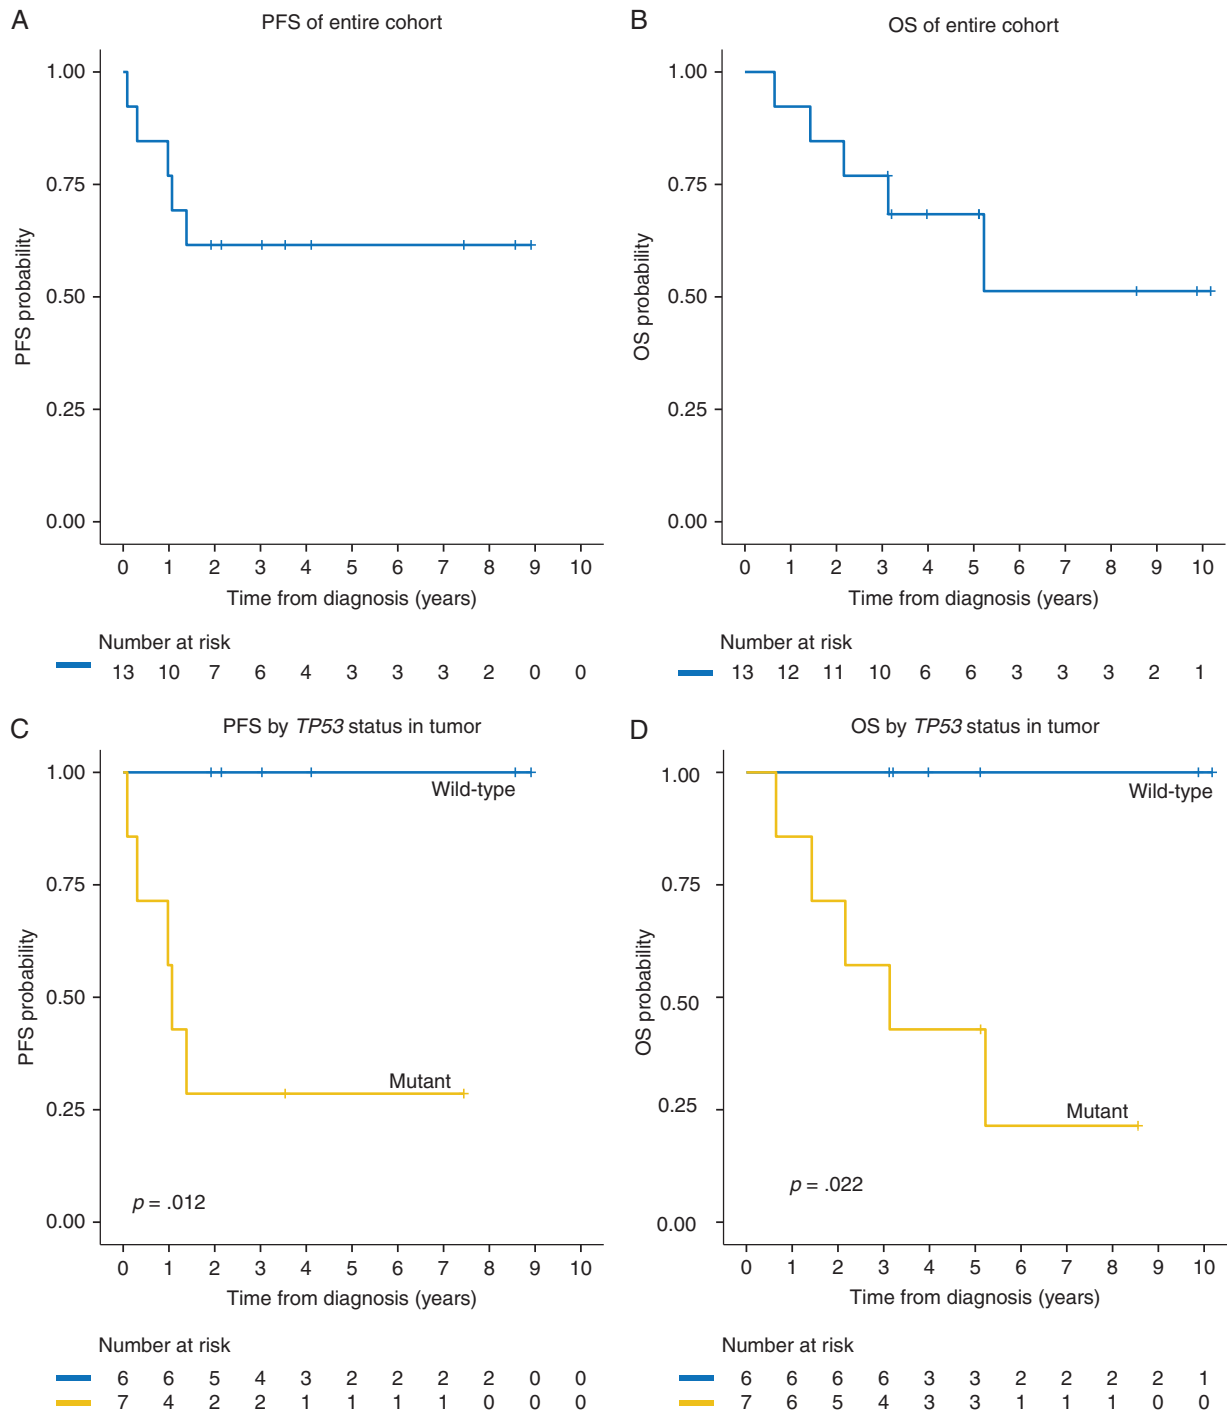 A
PFS of entire cohort
1.00
0.75
0.50
0.25
0.00
PFS probability
0 1 2 3 4 5 6 7 8 9 10
Time from diagnosis (years)
Number at risk
13 10 7 6 4 3 3 3 2 0 0
B
OS of entire cohort
1.00
0.75
0.50
0.25
0.00
OS probability
0 1 2 3 4 5 6 7 8 9 10
Time from diagnosis (years)
Number at risk
13 12 11 10 6 6 3 3 3 2 1
C
PFS by TP53 status in tumor
1.00
0.75
0.50
0.25
0.00
PFS probability
Wild-type
Mutant
p = .012
0 1 2 3 4 5 6 7 8 9 10
Time from diagnosis (years)
Number at risk
6 6 5 4 3 2 2 2 2 0 0
7 4 2 2 1 1 1 1 0 0 0
D
OS by TP53 status in tumor
1.00
0.75
0.50
0.25
0.00
OS probability
Wild-type
Mutant
p = .022
0 1 2 3 4 5 6 7 8 9 10
Time from diagnosis (years)
Number at risk
6 6 6 6 3 3 2 2 2 2 1
7 6 5 4 3 3 1 1 1 0 0